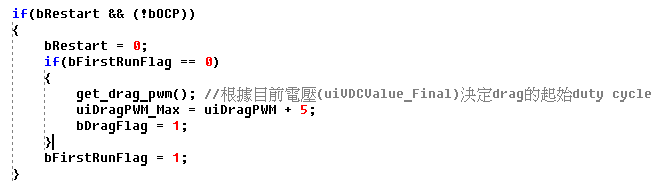 if(bRestart && (!bOCP))
{
bRestart = 0;
if(bFirstRunFlag == 0)
{
get_drag_pwm(); //根據目前電壓(uiVDCValue_Final)決定drag的起始duty cycle
uiDragPWM_Max = uiDragPWM + 5;
bDragFlag = 1;
}
bFirstRunFlag = 1;
}